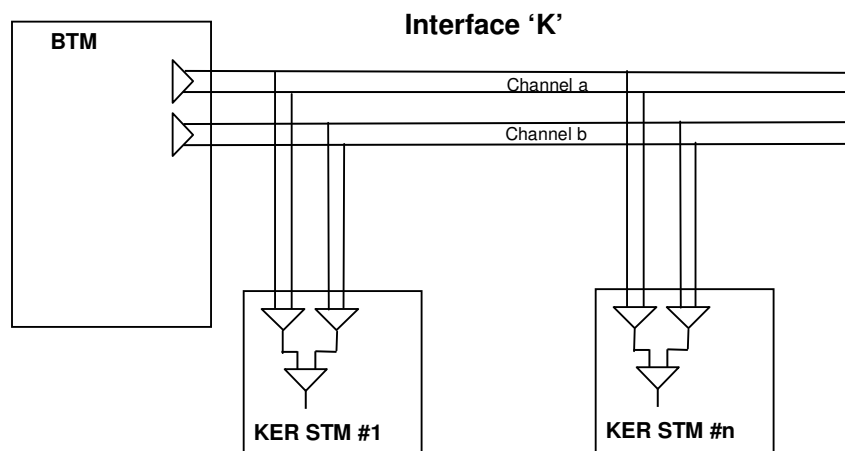 Interface ‘K’
BTM
Channel a
Channel b
KER STM #1
KER STM #n